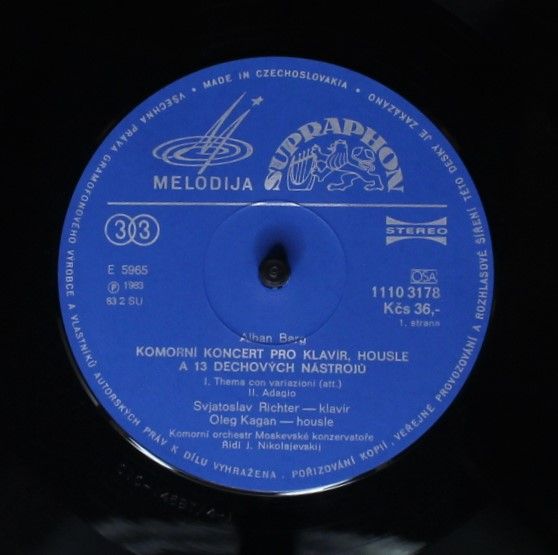 VŠECHNA PRÁVA GRAMOFONOVÉHO VÝROBCE A VLASTNÍKŮ AUTORSKÝCH PRÁV K DÍLU VYHRAŽENA. POŘIZOVÁNÍ KOPIÍ, VEŘEJNÉ PROVOZOVÁNÍ A ROZHLASOVÉ ŠÍŘENÍ TÉTO DESKY JE ZAKÁZÁNO • MADE IN CZECHOSLOVAKIA •
MELODIJA
SUPRAPHON
33
STEREO
E 5965
Ⓟ 1983
83 2 SU
OSA
1110 3178
Kčs 36,-
1. strana
Alban Berg
KOMORNÍ KONCERT PRO KLAVÍR, HOUSLE
A 13 DECHOVÝCH NÁSTROJŮ
I. Thema con variazioni (att.)
II. Adagio
Svjatoslav Richter — klavír
Oleg Kagan — housle
Komorní orchestr Moskevské konzervatoře
Řídí J. Nikolajevskij